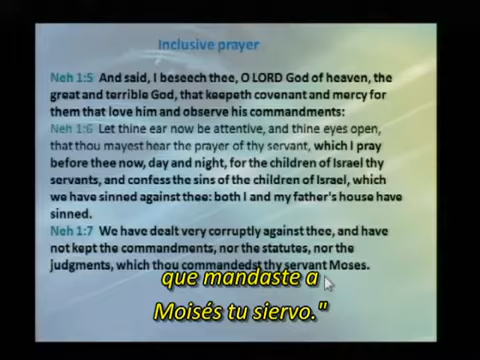 Inclusive prayer
Neh 1:5 And said, I beseech thee, O LORD God of heaven, the
great and terrible God, that keepeth covenant and mercy for
them that love him and observe his commandments:
Neh 1:6 Let thine ear now be attentive, and thine eyes open,
that thou mayest hear the prayer of thy servant, which I pray
before thee now, day and night, for the children of Israel thy
servants, and confess the sins of the children of Israel, which
we have sinned against thee: both I and my father's house have
sinned.
Neh 1:7 We have dealt very corruptly against thee, and have
not kept the commandments, nor the statutes, nor the
judgments, which thou commandedst thy servant Moses.
que mandaste a
Moisés tu siervo."